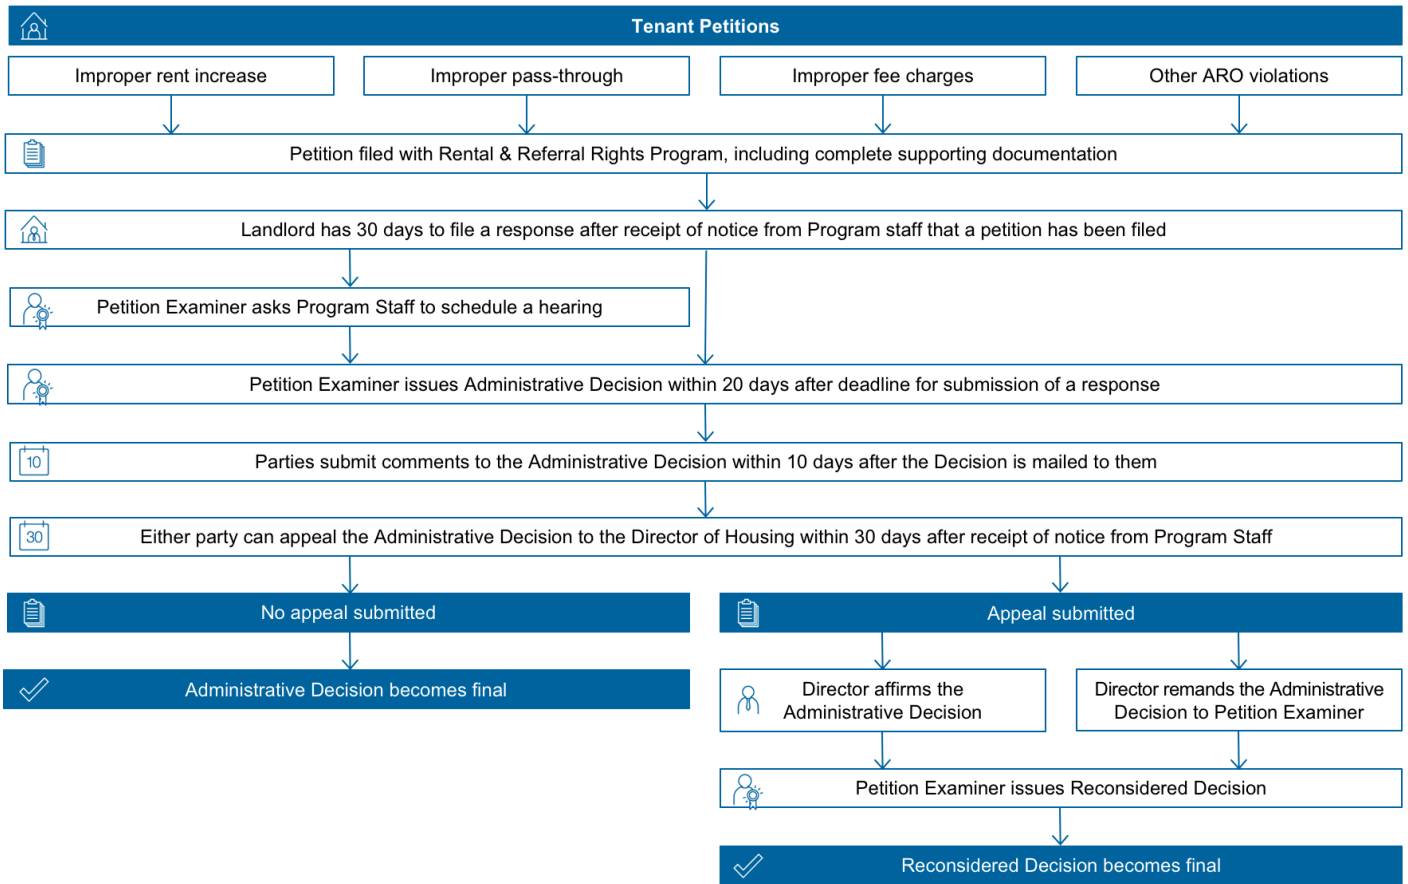 Tenant Petitions
Improper rent increase
Improper pass-through
Improper fee charges
Other ARO violations
Petition filed with Rental & Referral Rights Program, including complete supporting documentation
Landlord has 30 days to file a response after receipt of notice from Program staff that a petition has been filed
Petition Examiner asks Program Staff to schedule a hearing
Petition Examiner issues Administrative Decision within 20 days after deadline for submission of a response
10
Parties submit comments to the Administrative Decision within 10 days after the Decision is mailed to them
30
Either party can appeal the Administrative Decision to the Director of Housing within 30 days after receipt of notice from Program Staff
No appeal submitted
Appeal submitted
Administrative Decision becomes final
Director affirms the
Administrative Decision
Director remands the Administrative
Decision to Petition Examiner
Petition Examiner issues Reconsidered Decision
Reconsidered Decision becomes final